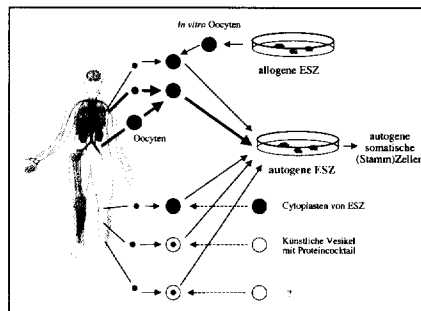 In vitro Oocyten
allogene ESZ
Oocyten
autogene ESZ
autogene
somatische
(Stamm)Zellen
Cytoplasten von ESZ
Künstliche Vesikel
mit Proteincocktail
?